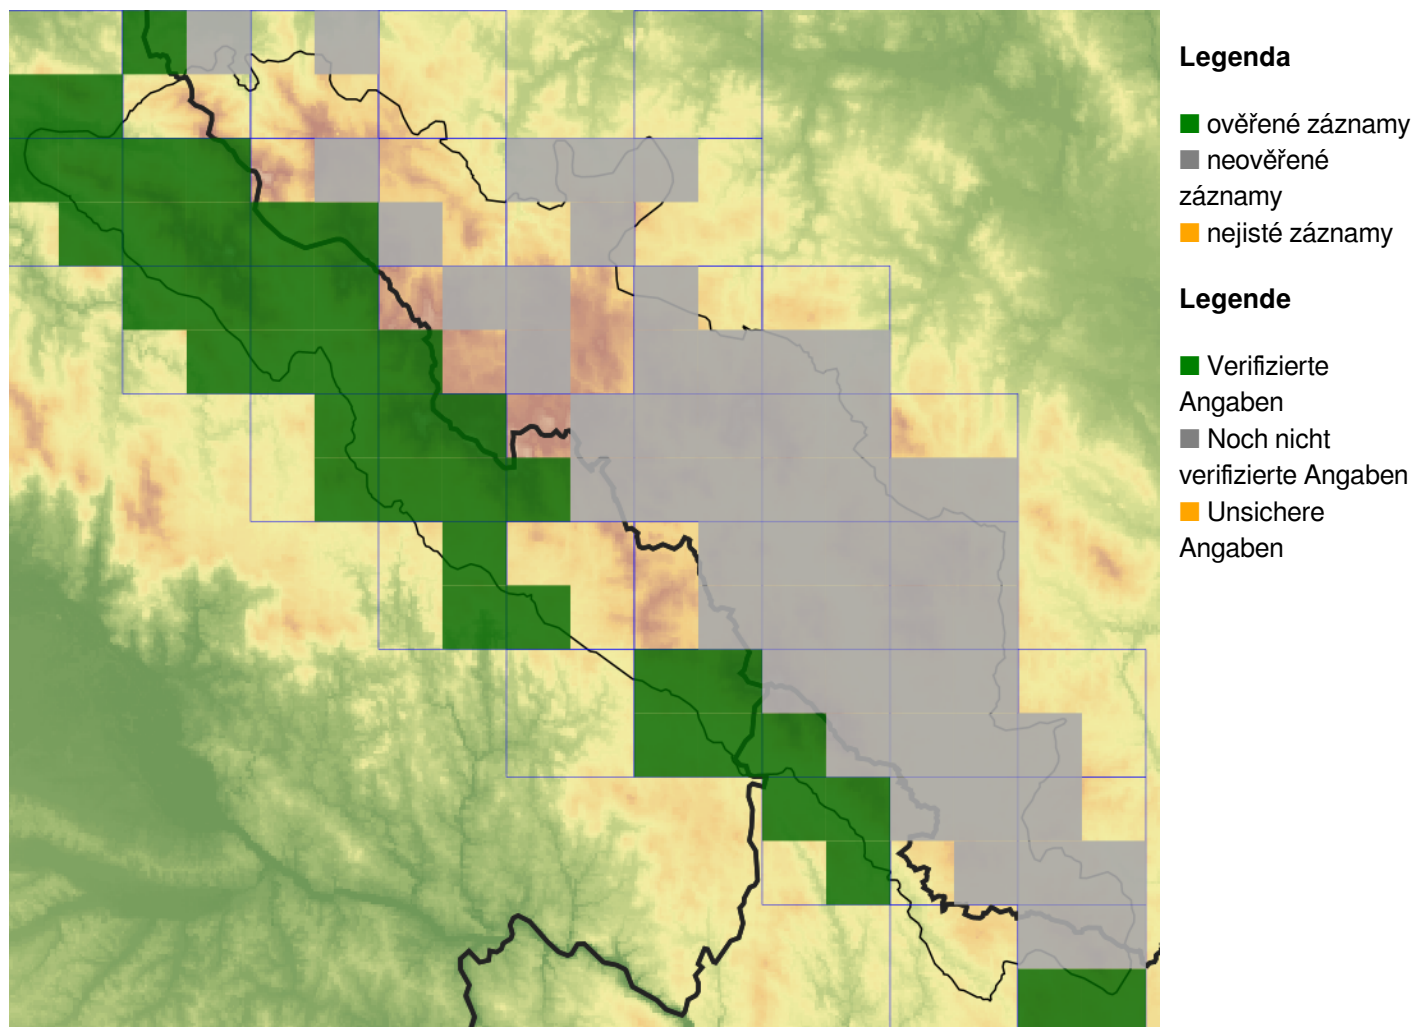 Legenda
ověřené záznamy
neověřené
záznamy
nejisté záznamy
Legende
Verifizierte
Angaben
Noch nicht
verifizierte Angaben
Unsichere
Angaben